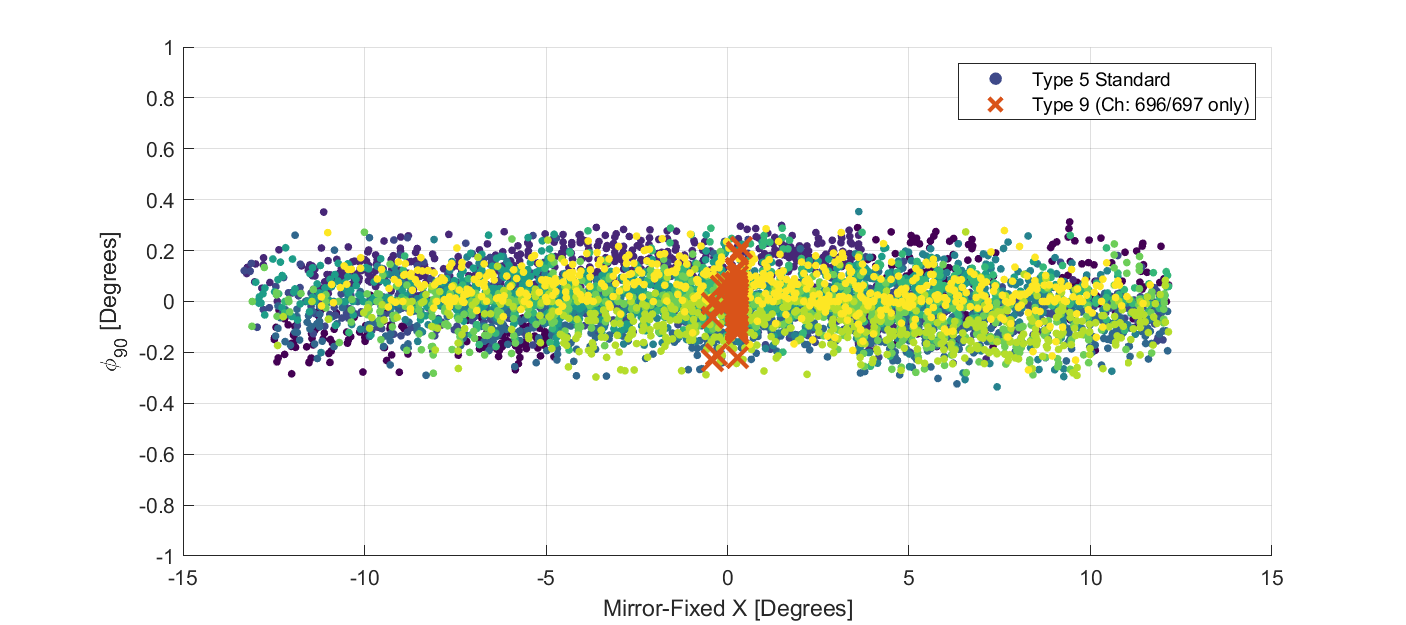 Type 5 Standard
Type 9 (Ch: 696/697 only)
1
0.8
0.6
0.4
0.2
0
-0.2
-0.4
-0.6
-0.8
-1
ϕ90 [Degrees]
-15 -10 -5 0 5 10 15
Mirror-Fixed X [Degrees]